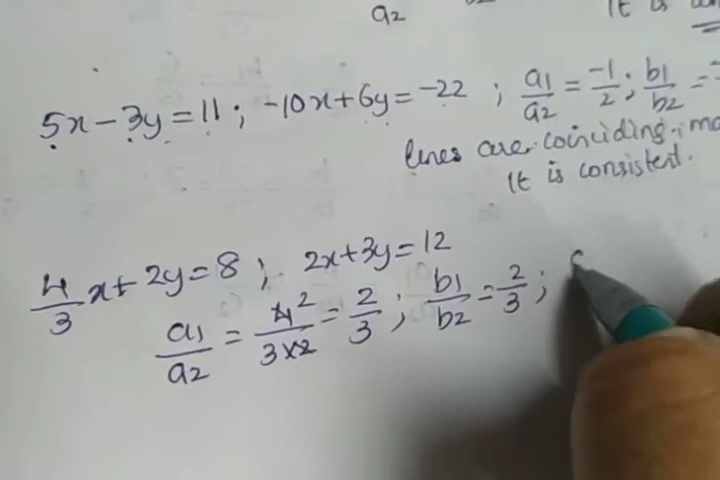 a2
It is
5x − 3y = 11 ; −10x + 6y = −22 ; a1/a2 = −1/2 ; b1/b2 =
lines are coinciding.
It is consistent.
4/3 x + 2y = 8 ; 2x + 3y = 12
a1/a2 = 4 2/3×2 = 2/3 ; b1/b2 = 2/3 ;